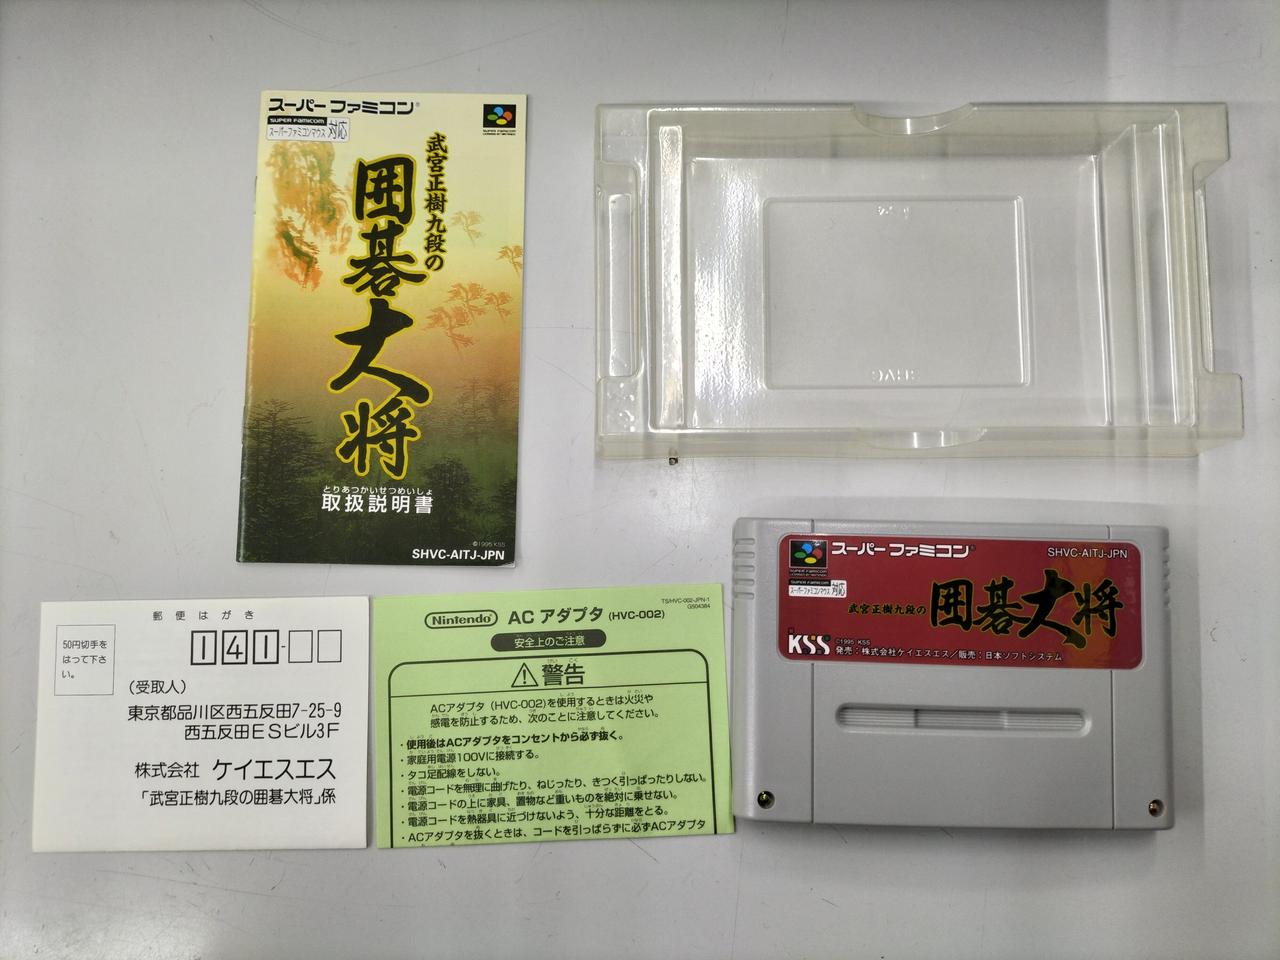 スーパーファミコン®
SUPER FAMICOM
スーパーファミコンマウス対応
武宮正樹九段の
囲碁大将
とりあつかいせつめいしょ
取扱説明書
©1995 KSS
SHVC-AITJ-JPN
SHVC
郵便はがき
50円切手を
はって下さ
い。
141-
(受取人)
東京都品川区西五反田7-25-9
西五反田ESビル3F
株式会社 ケイエスエス
「武宮正樹九段の囲碁大将」係
TS/HVC-002-JPN-1
G504384
Nintendo ACアダプタ(HVC-002)
安全上のご注意
けい こく
警告
ACアダプタ(HVC-002)を使用するときは火災や
感電を防止するため、次のことに注意してください。
・使用後はACアダプタをコンセントから必ず抜く。
・家庭用電源100Vに接続する。
・タコ足配線をしない。
・電源コードを無理に曲げたり、ねじったり、きつく引っぱったりしない。
・電源コードの上に家具、置物など重いものを絶対に乗せない。
・電源コードを熱器具に近づけないよう、十分な距離をとる。
・ACアダプタを抜くときは、コードを引っぱらずに必ずACアダプタ
スーパーファミコン®
SHVC-AITJ-JPN
SUPER FAMICOM
SUPER FAMICOM
スーパーファミコンマウス対応
武宮正樹九段の
囲碁大将
KSS
©1995 KSS
発売:株式会社ケイエスエス/販売:日本ソフトシステム